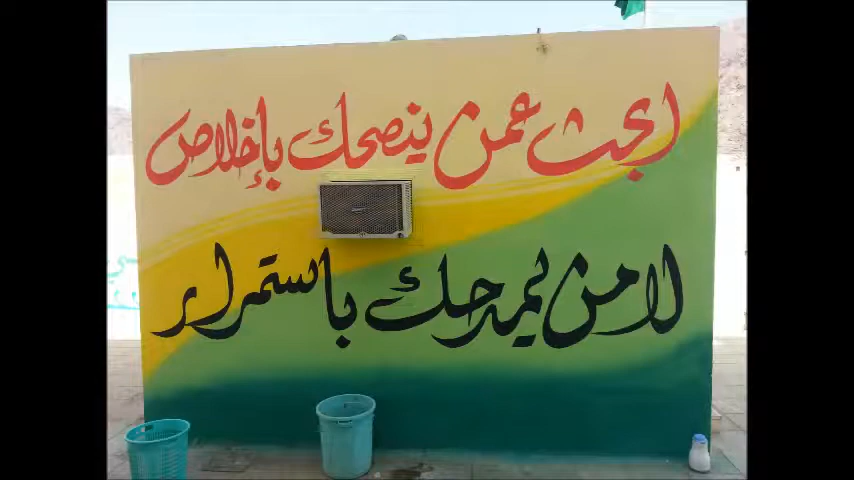 ابحث عمن ينصحك بإخلاص
لا من يمدحك باستمرار